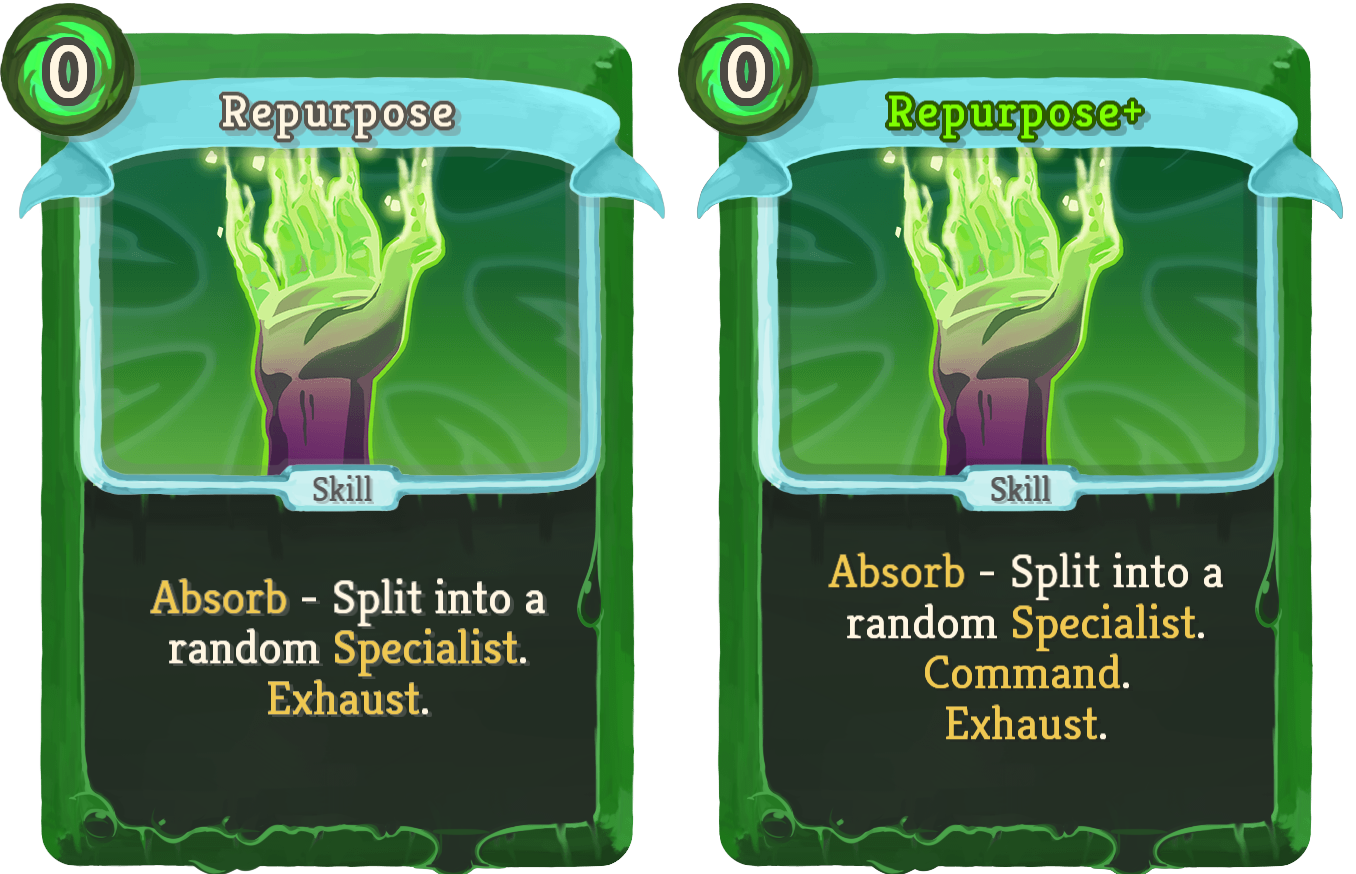 0
Repurpose
Skill
Absorb - Split into a
random Specialist.
Exhaust.
0
Repurpose+
Skill
Absorb - Split into a
random Specialist.
Command.
Exhaust.